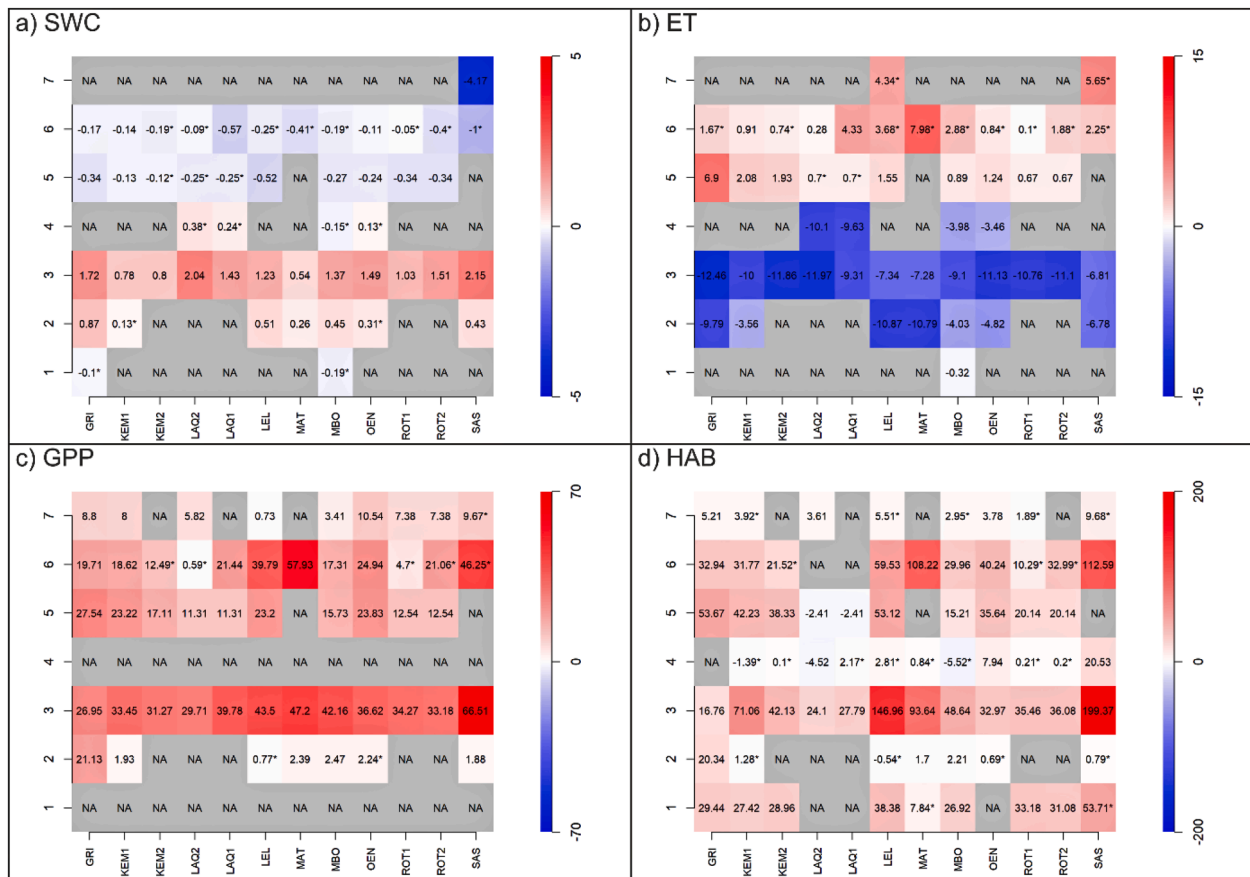 a) SWC
7 NA NA NA NA NA NA NA NA NA NA NA -4.17
6 -0.17 -0.14 -0.19* -0.09* -0.57 -0.25* -0.41* -0.19* -0.11 -0.05* -0.4* -1*
5 -0.34 -0.13 -0.12* -0.25* -0.25* -0.52 NA -0.27 -0.24 -0.34 -0.34 NA
4 NA NA NA 0.38* 0.24* NA NA -0.15* 0.13* NA NA NA
3 1.72 0.78 0.8 2.04 1.43 1.23 0.54 1.37 1.49 1.03 1.51 2.15
2 0.87 0.13* NA NA NA 0.51 0.26 0.45 0.31* NA NA 0.43
1 -0.1* NA NA NA NA NA NA -0.19* NA NA NA NA
GRI KEM1 KEM2 LAQ2 LAQ1 LEL MAT MBO OEN ROT1 ROT2 SAS
5
0
-5
b) ET
7 NA NA NA NA NA 4.34* NA NA NA NA NA 5.65*
6 1.67* 0.91 0.74* 0.28 4.33 3.68* 7.98* 2.88* 0.84* 0.1* 1.88* 2.25*
5 6.9 2.08 1.93 0.7* 0.7* 1.55 NA 0.89 1.24 0.67 0.67 NA
4 NA NA NA -10.1 -9.63 NA NA -3.98 -3.46 NA NA NA
3 -12.46 -10 -11.86 -11.97 -9.31 -7.34 -7.28 -9.1 -11.13 -10.76 -11.1 -6.81
2 -9.79 -3.56 NA NA NA -10.87 -10.79 -4.03 -4.82 NA NA -6.78
1 NA NA NA NA NA NA NA -0.32 NA NA NA NA
GRI KEM1 KEM2 LAQ2 LAQ1 LEL MAT MBO OEN ROT1 ROT2 SAS
15
0
-15
c) GPP
7 8.8 8 NA 5.82 NA 0.73 NA 3.41 10.54 7.38 7.38 9.67*
6 19.71 18.62 12.49* 0.59* 21.44 39.79 57.93 17.31 24.94 4.7* 21.06* 46.25*
5 27.54 23.22 17.11 11.31 11.31 23.2 NA 15.73 23.83 12.54 12.54 NA
4 NA NA NA NA NA NA NA NA NA NA NA NA
3 26.95 33.45 31.27 29.71 39.78 43.5 47.2 42.16 36.62 34.27 33.18 66.51
2 21.13 1.93 NA NA NA 0.77* 2.39 2.47 2.24* NA NA 1.88
1 NA NA NA NA NA NA NA NA NA NA NA NA
GRI KEM1 KEM2 LAQ2 LAQ1 LEL MAT MBO OEN ROT1 ROT2 SAS
70
0
-70
d) HAB
7 5.21 3.92* NA 3.61 NA 5.51* NA 2.95* 3.78 1.89* NA 9.68*
6 32.94 31.77 21.52* NA NA 59.53 108.22 29.96 40.24 10.29* 32.99* 112.59
5 53.67 42.23 38.33 -2.41 -2.41 53.12 NA 15.21 35.64 20.14 20.14 NA
4 NA -1.39* 0.1* -4.52 2.17* 2.81* 0.84* -5.52* 7.94 0.21* 0.2* 20.53
3 16.76 71.06 42.13 24.1 27.79 146.96 93.64 48.64 32.97 35.46 36.08 199.37
2 20.34 1.28* NA NA NA -0.54* 1.7 2.21 0.69* NA NA 0.79*
1 29.44 27.42 28.96 NA NA 38.38 7.84* 26.92 NA 33.18 31.08 53.71*
GRI KEM1 KEM2 LAQ2 LAQ1 LEL MAT MBO OEN ROT1 ROT2 SAS
200
0
-200